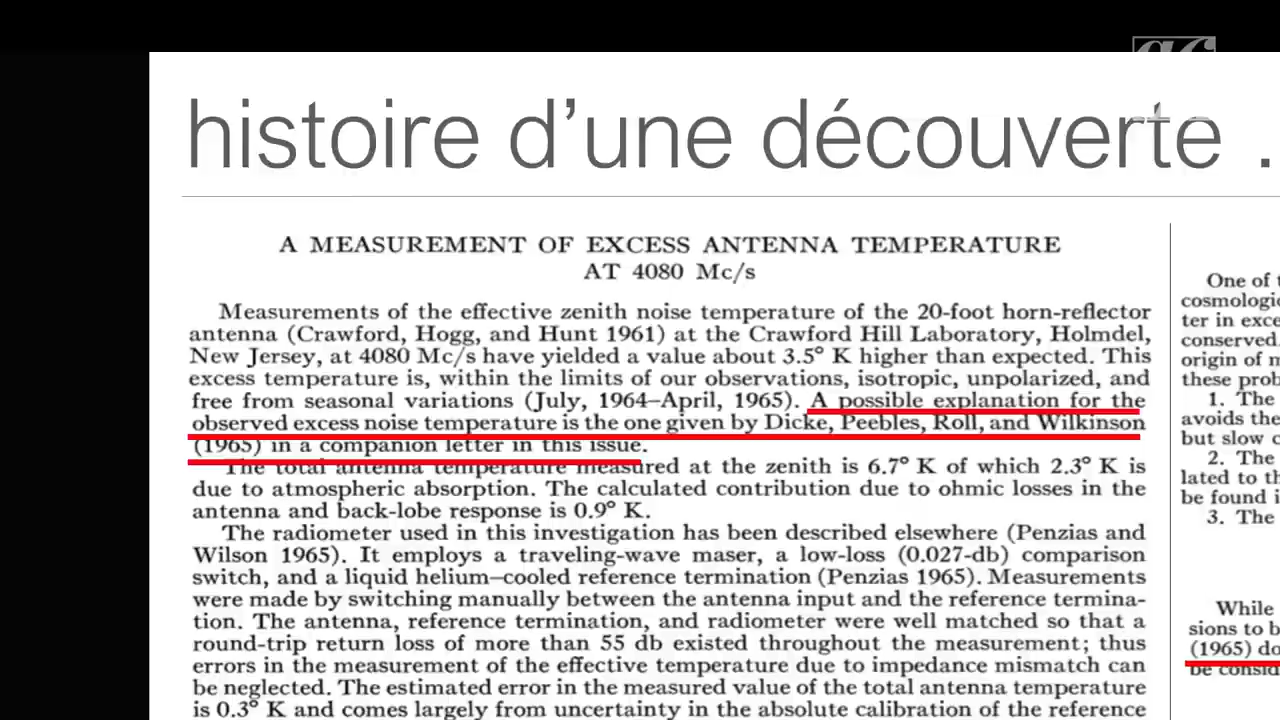 histoire d'une découverte .
A MEASUREMENT OF EXCESS ANTENNA TEMPERATURE
AT 4080 Mc/s
Measurements of the effective zenith noise temperature of the 20-foot horn-reflector
antenna (Crawford, Hogg, and Hunt 1961) at the Crawford Hill Laboratory, Holmdel,
New Jersey, at 4080 Mc/s have yielded a value about 3.5° K higher than expected. This
excess temperature is, within the limits of our observations, isotropic, unpolarized, and
free from seasonal variations (July, 1964–April, 1965). A possible explanation for the
observed excess noise temperature is the one given by Dicke, Peebles, Roll, and Wilkinson
(1965) in a companion letter in this issue.
The total antenna temperature measured at the zenith is 6.7° K of which 2.3° K is
due to atmospheric absorption. The calculated contribution due to ohmic losses in the
antenna and back-lobe response is 0.9° K.
The radiometer used in this investigation has been described elsewhere (Penzias and
Wilson 1965). It employs a traveling-wave maser, a low-loss (0.027-db) comparison
switch, and a liquid helium–cooled reference termination (Penzias 1965). Measurements
were made by switching manually between the antenna input and the reference termina-
tion. The antenna, reference termination, and radiometer were well matched so that a
round-trip return loss of more than 55 db existed throughout the measurement; thus
errors in the measurement of the effective temperature due to impedance mismatch can
be neglected. The estimated error in the measured value of the total antenna temperature
is 0.3° K and comes largely from uncertainty in the absolute calibration of the reference
One of
cosmologic
ter in exce
conserved.
origin of m
these prob
1. The
avoids the
but slow c
2. The
lated to th
be found i
3. The
While
sions to b
(1965) do
be consid